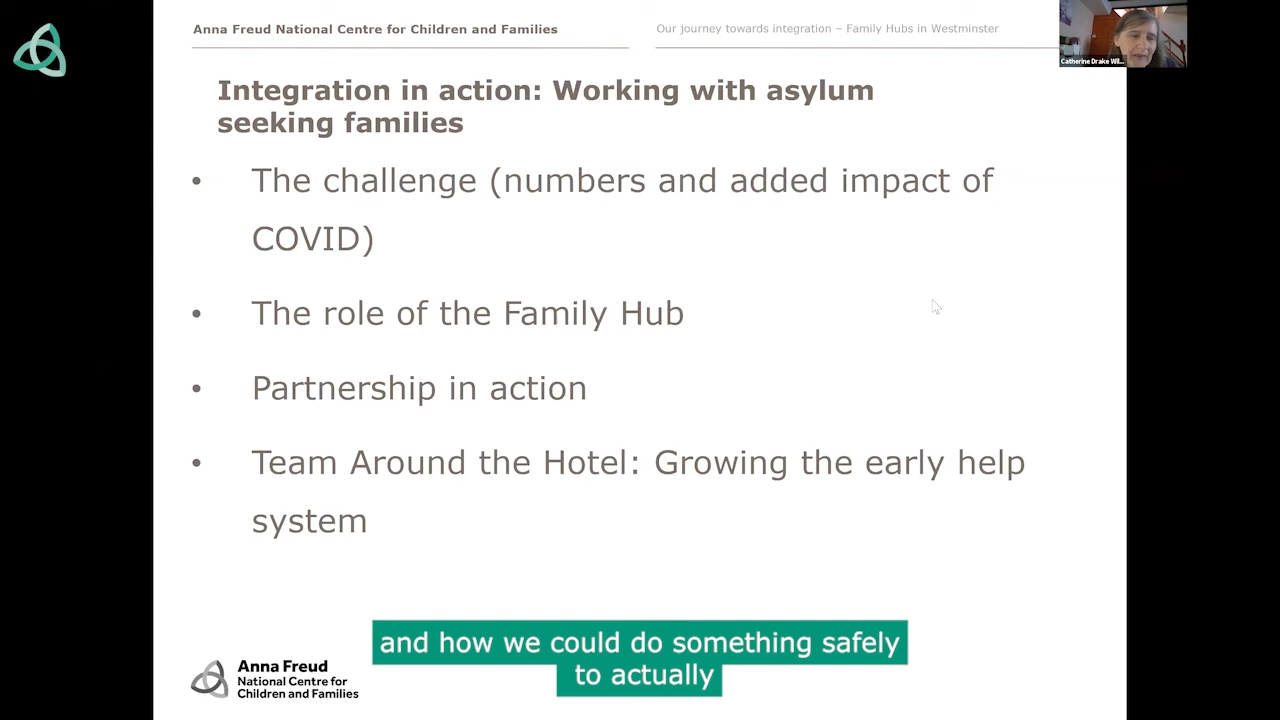 Anna Freud National Centre for Children and Families
Our journey towards integration – Family Hubs in Westminster
Catherine Drake Wil...
Integration in action: Working with asylum
seeking families
• The challenge (numbers and added impact of
COVID)
• The role of the Family Hub
• Partnership in action
• Team Around the Hotel: Growing the early help
system
and how we could do something safely
to actually
Anna Freud
National Centre for
Children and Families